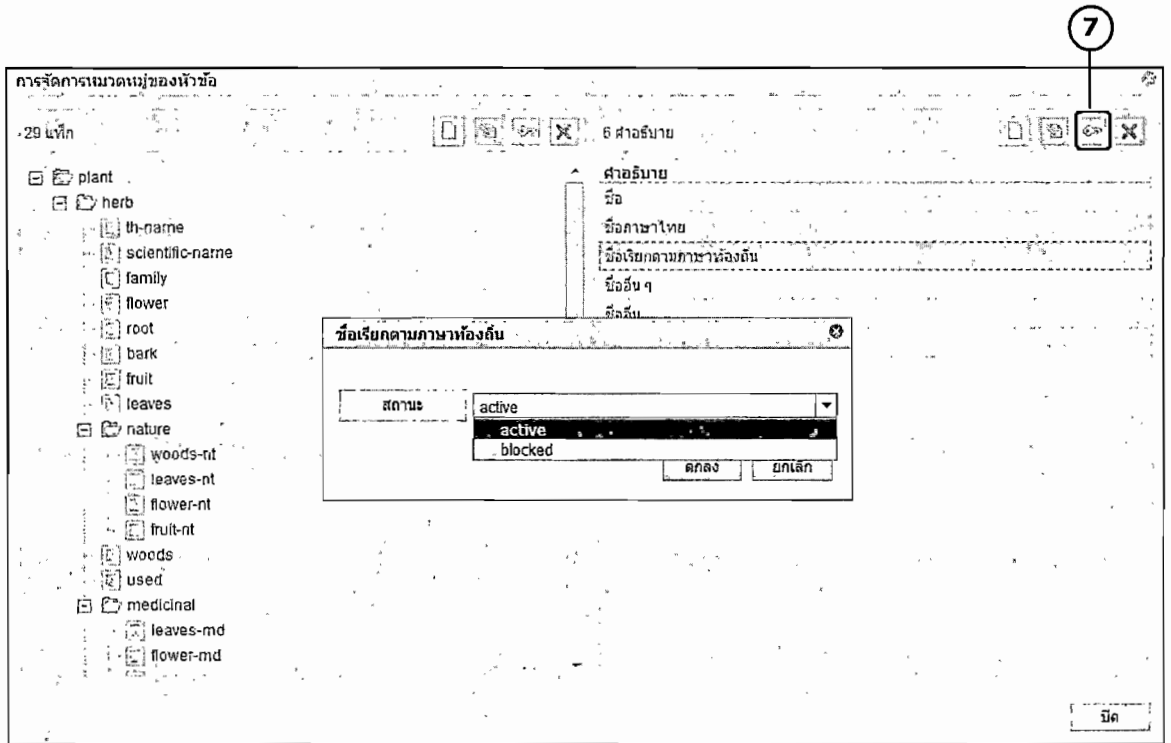 7
การจัดการหมวดหมู่ของหัวข้อ
29 แท็ก
6 คำอธิบาย
plant
herb
th-name
scientific-name
family
flower
root
bark
fruit
leaves
nature
woods-nt
leaves-nt
flower-nt
fruit-nt
woods
used
medicinal
leaves-md
flower-md
คำอธิบาย
ชื่อ
ชื่อภาษาไทย
ชื่อเรียกตามภาษาท้องถิ่น
ชื่ออื่น ๆ
ชื่ออื่น
ชื่อเรียกตามภาษาท้องถิ่น
สถานะ
active
active
blocked
ตกลง
ยกเลิก
ปิด